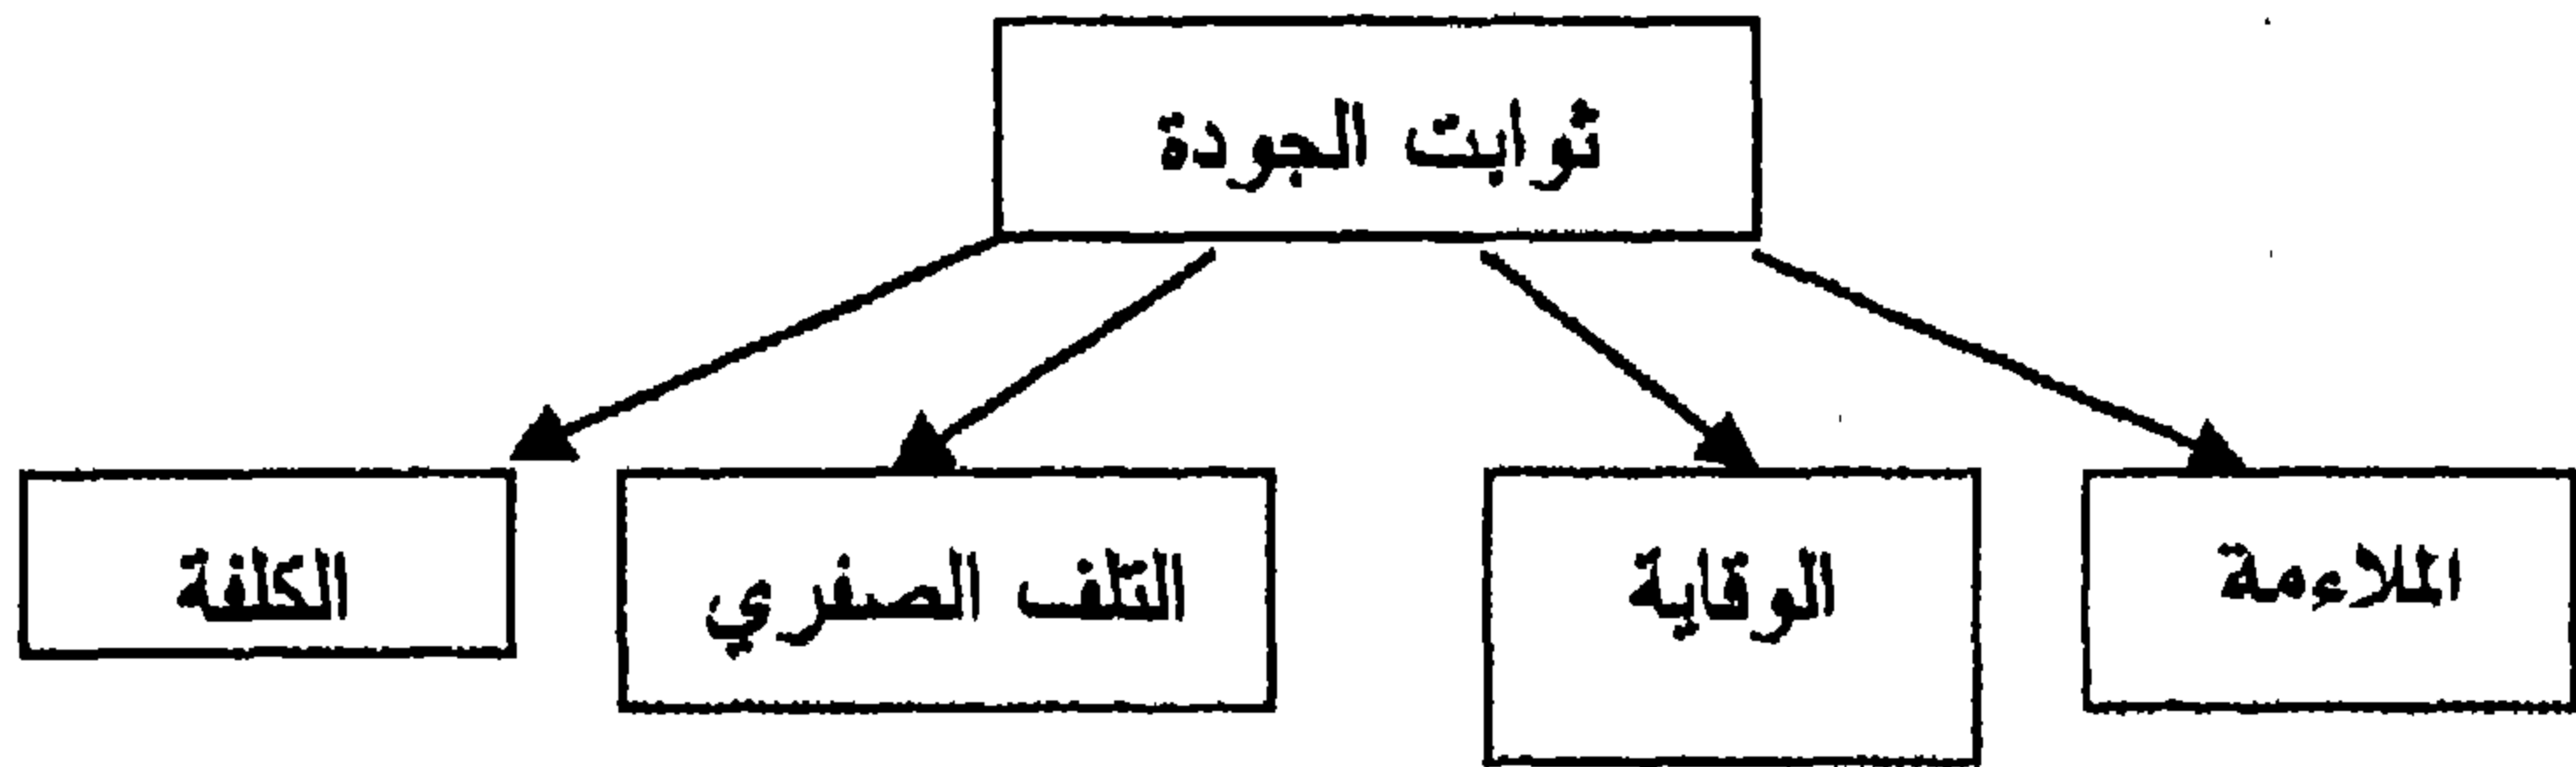 ثوابت الجودة
الملاءمة
الوقاية
التلف الصفري
الكلفة